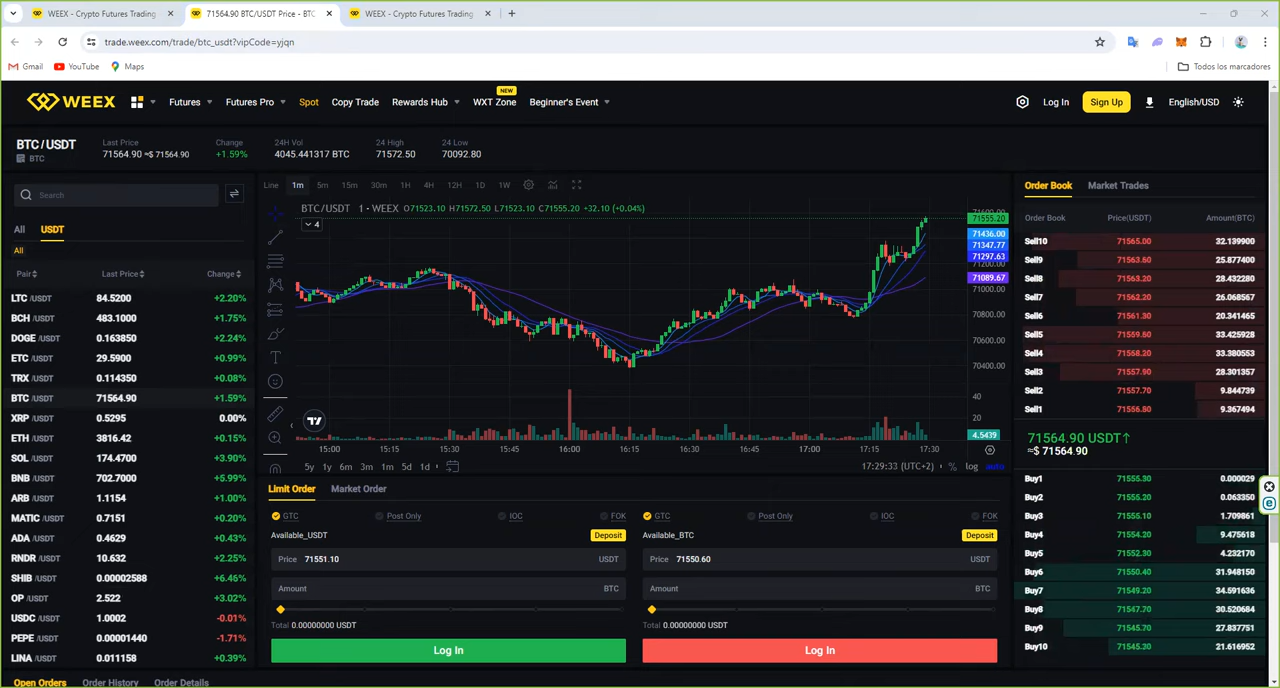 WEEX - Crypto Futures Trading
71564.90 BTC/USDT Price - BTC
WEEX - Crypto Futures Trading
trade.weex.com/trade/btc_usdt?vipCode=yjqn
Gmail YouTube Maps Todos los marcadores
WEEX Futures Futures Pro Spot Copy Trade Rewards Hub WXT Zone NEW Beginner's Event Log In Sign Up English/USD
BTC/USDT Last Price Change 24H Vol 24 High 24 Low
BTC 71564.90 ≈$ 71564.90 +1.59% 4045.441317 BTC 71572.50 70092.80
Search
All USDT
All
Pair Last Price Change
LTC /USDT 84.5200 +2.20%
BCH /USDT 483.1000 +1.75%
DOGE /USDT 0.163850 +2.24%
ETC /USDT 29.5900 +0.99%
TRX /USDT 0.114350 +0.08%
BTC /USDT 71564.90 +1.59%
XRP /USDT 0.5295 0.00%
ETH /USDT 3816.42 +0.15%
SOL /USDT 174.4700 +3.90%
BNB /USDT 702.7000 +5.99%
ARB /USDT 1.1154 +1.00%
MATIC /USDT 0.7151 +0.20%
ADA /USDT 0.4629 +0.43%
RNDR /USDT 10.632 +2.25%
SHIB /USDT 0.00002588 +6.46%
OP /USDT 2.522 +3.02%
USDC /USDT 1.0002 -0.01%
PEPE /USDT 0.00001440 -1.71%
LINA /USDT 0.011158 +0.39%
Line 1m 5m 15m 30m 1H 4H 12H 1D 1W
BTC/USDT · 1 · WEEX O71523.10 H71572.50 L71523.10 C71555.20 +32.10 (+0.04%)
4
71555.20
71436.00
71347.77
71297.63
71089.67
71000.00
70800.00
70600.00
70400.00
40
20
4.5439
15:00 15:15 15:30 15:45 16:00 16:15 16:30 16:45 17:00 17:15 17:30
5y 1y 6m 3m 1m 5d 1d 17:29:33 (UTC+2) % log auto
Limit Order Market Order
GTC Post Only IOC FOK
Available_USDT Deposit
Price 71551.10 USDT
Amount BTC
Total 0.00000000 USDT
Log In
GTC Post Only IOC FOK
Available_BTC Deposit
Price 71550.60 USDT
Amount BTC
Total 0.00000000 USDT
Log In
Order Book Market Trades
Order Book Price(USDT) Amount(BTC)
Sell10 71565.00 32.139900
Sell9 71563.60 25.877400
Sell8 71563.20 28.432280
Sell7 71562.20 26.068567
Sell6 71561.30 20.341465
Sell5 71559.60 33.425928
Sell4 71558.20 33.380553
Sell3 71557.90 28.301357
Sell2 71557.70 9.844739
Sell1 71556.80 9.367494
71564.90 USDT↑
≈$ 71564.90
Buy1 71555.30 0.000029
Buy2 71555.20 0.063350
Buy3 71555.10 1.709861
Buy4 71554.20 9.475618
Buy5 71552.30 4.232170
Buy6 71550.40 31.948150
Buy7 71549.20 34.591636
Buy8 71547.70 30.520684
Buy9 71545.70 27.837751
Buy10 71545.30 21.616952
Open Orders Order History Order Details